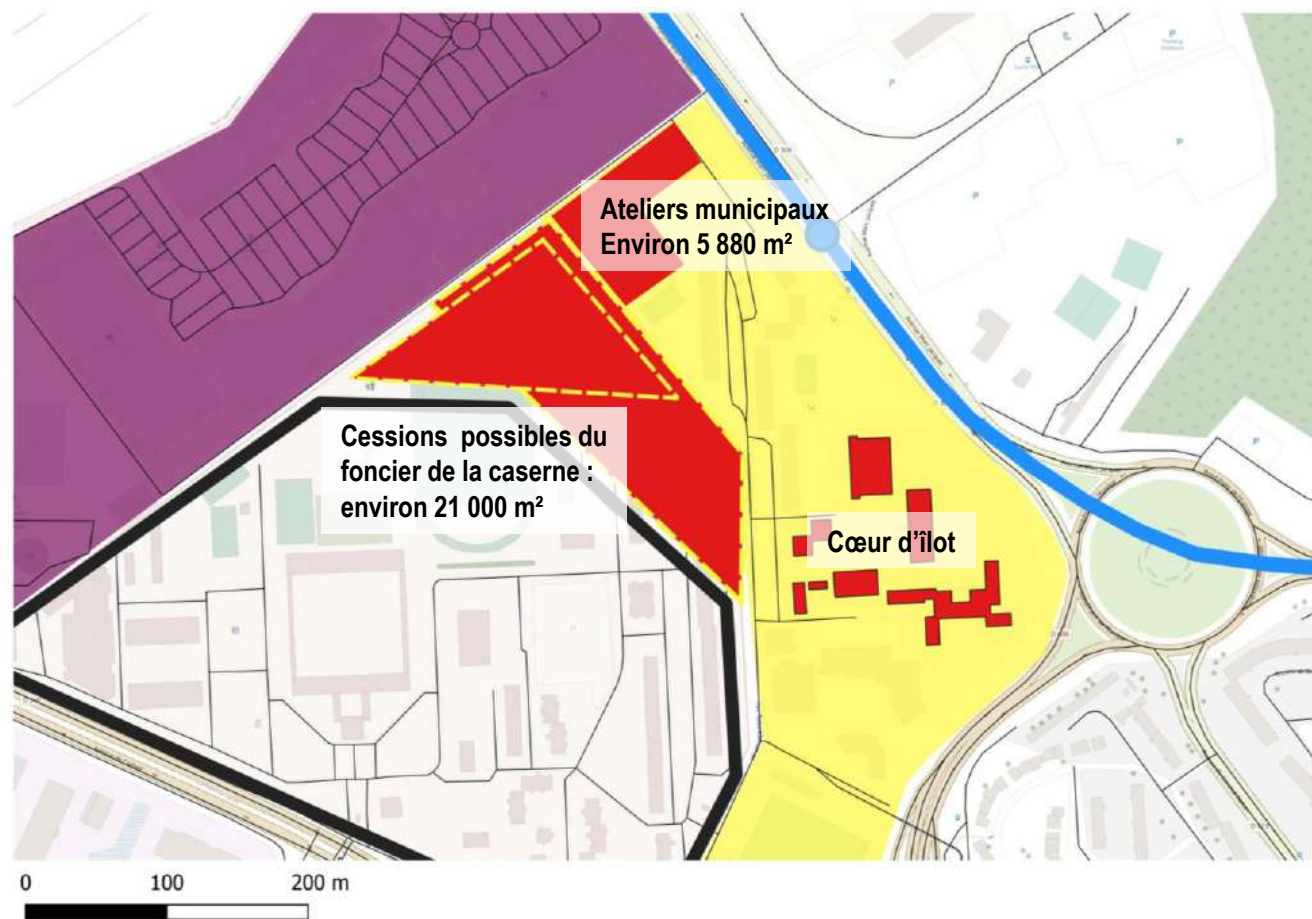 P
P
P
P
D 306
Ateliers municipaux
Environ 5 880 m²
Cessions possibles du
foncier de la caserne :
environ 21 000 m²
Cœur d'îlot
0 100 200 m